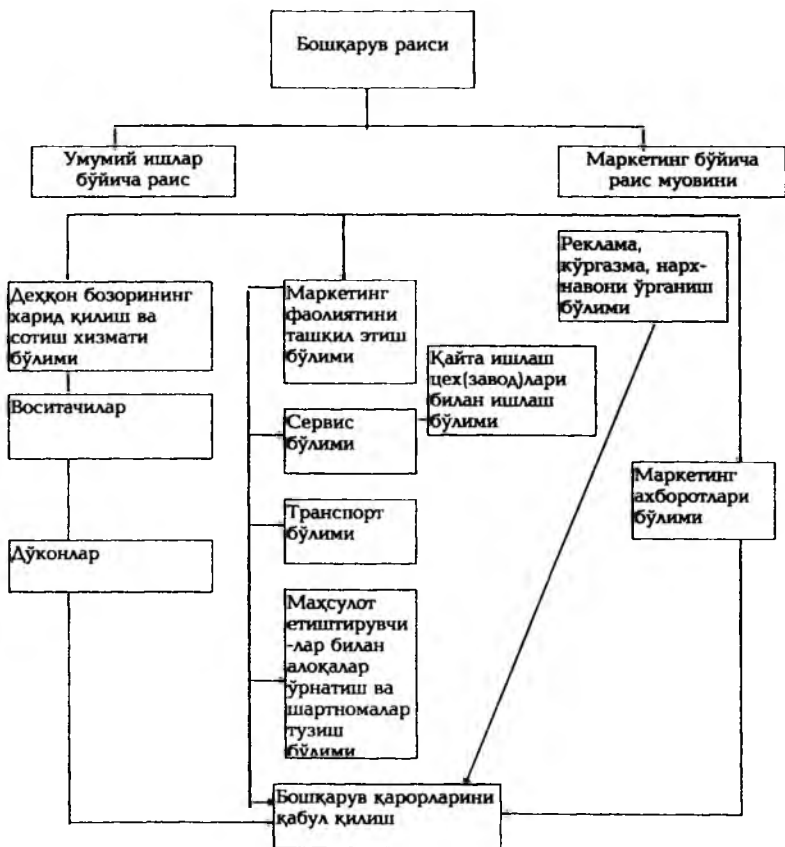 Бошқарув раиси
Умумий ишлар
бўйича раис
Маркетинг бўйича
раис муовини
Деҳқон бозорининг
харид қилиш ва
сотиш хизмати
бўлими
Маркетинг
фаолиятини
ташкил этиш
бўлими
Реклама,
кўргазма, нарх-
навони ўрганиш
бўлими
Қайта ишлаш
цех(завод)лари
билан ишлаш
бўлими
Воситачилар
Сервис
бўлими
Маркетинг
ахборотлари
бўлими
Транспорт
бўлими
Дўконлар
Маҳсулот
етиштирувчи
-лар билан
алоқалар
ўрнатиш ва
шартномалар
тузиш
бўлими
Бошқарув қарорларини
қабул қилиш